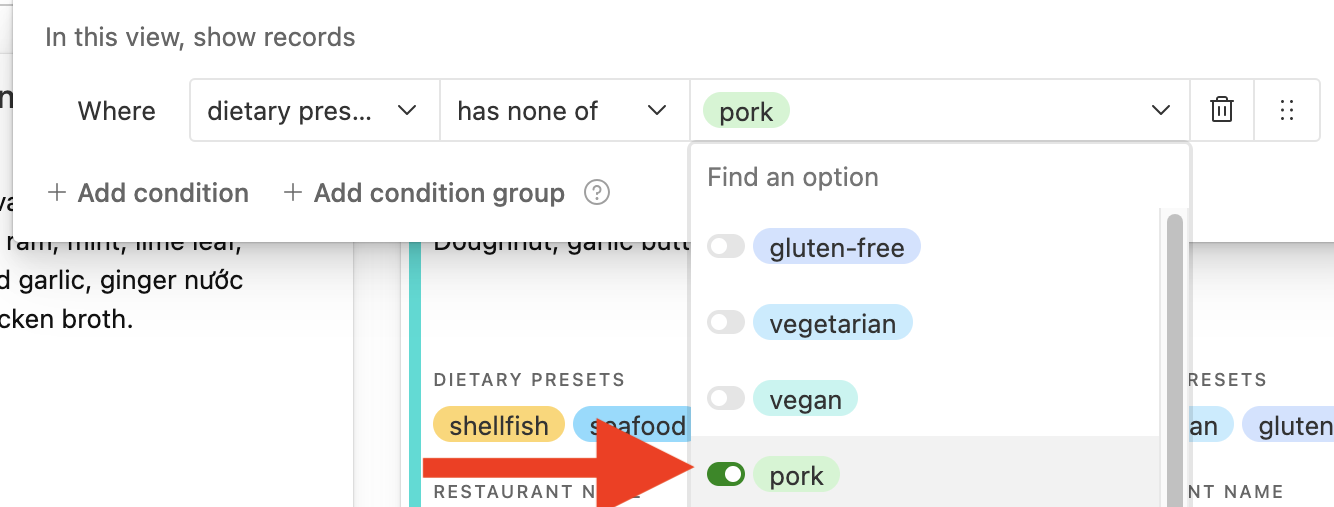 In this view, show records
Where dietary pres... has none of pork
+ Add condition + Add condition group ?
Find an option
ram, mint, lime leaf,
Doughnut, garlic butt
d garlic, ginger nước
cken broth.
gluten-free
vegetarian
vegan
pork
DIETARY PRESETS
shellfish seafood
RESTAURANT N E
RESETS
an gluten
NT NAME